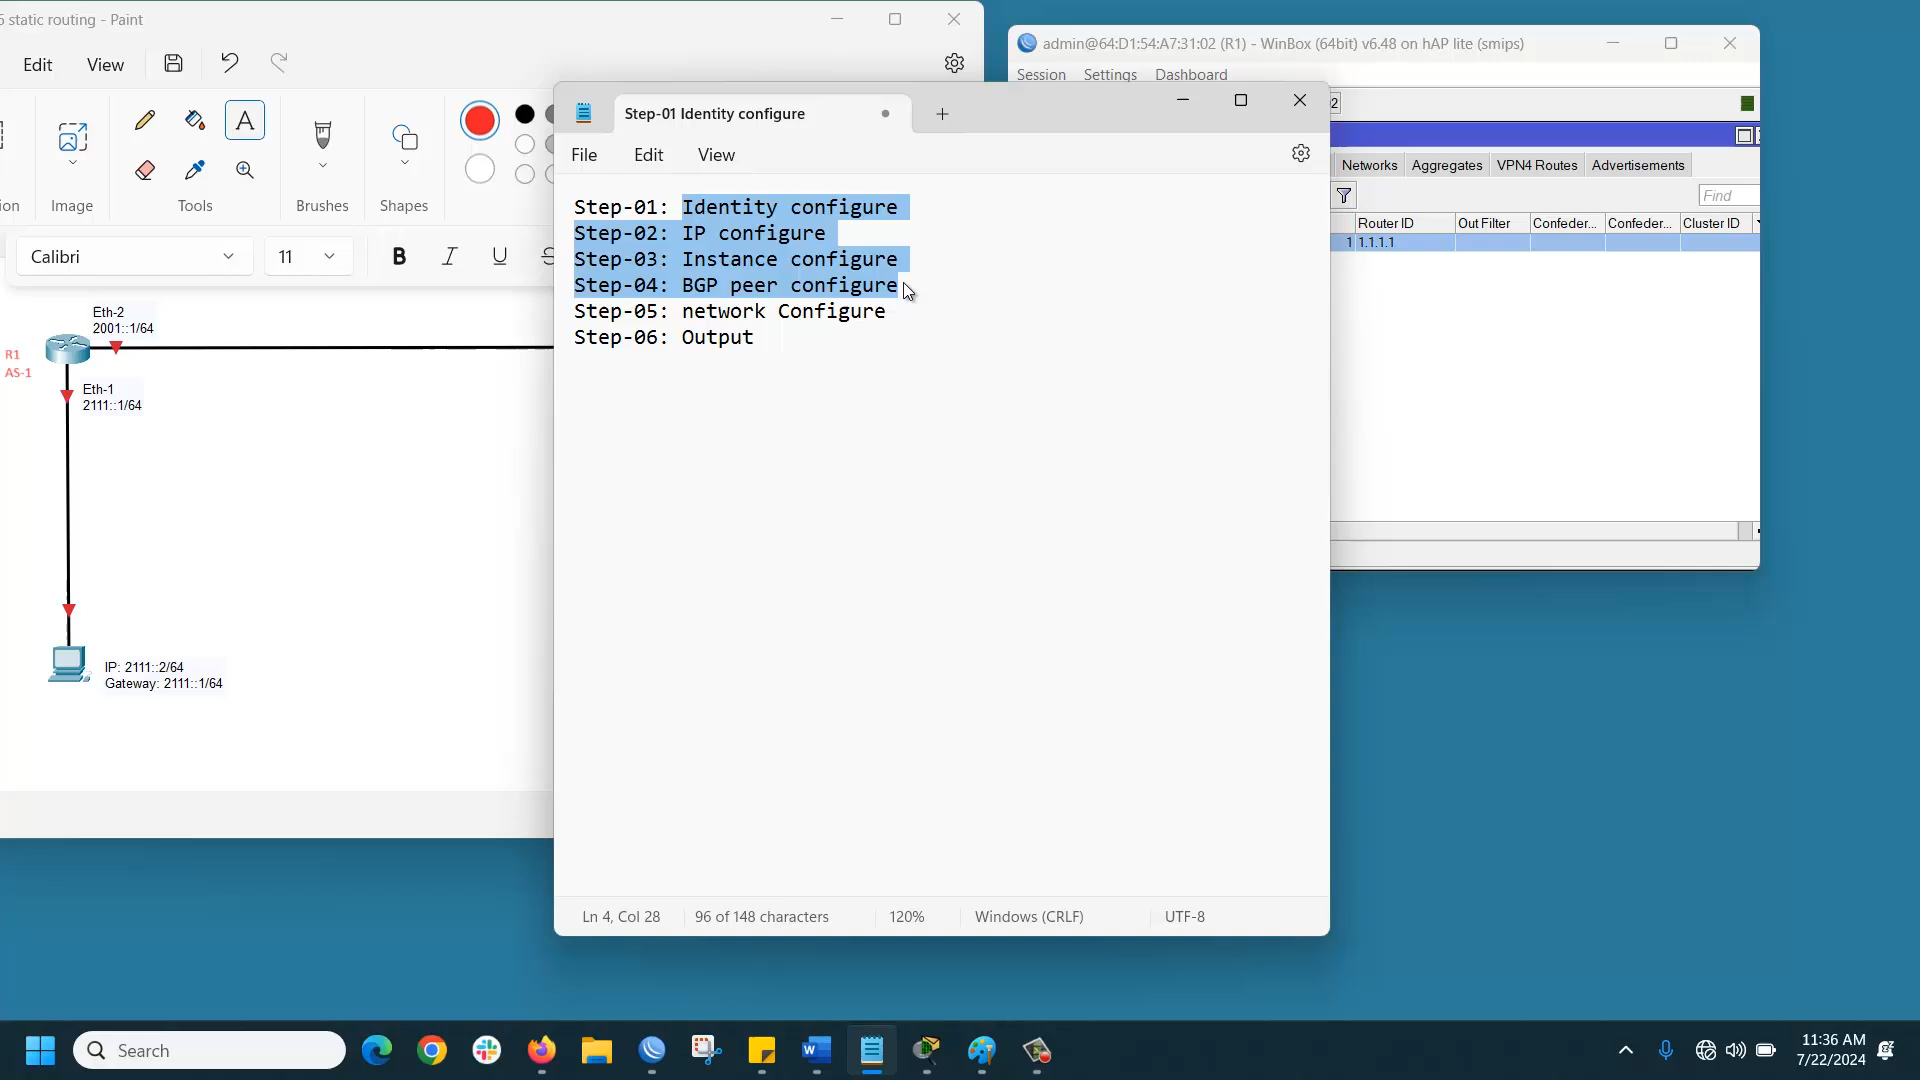 5 static routing - Paint
Edit
View
Image
Tools
Brushes
Shapes
Calibri
11
B
I
U
Eth-2
2001::1/64
R1
AS-1
Eth-1
2111::1/64
IP: 2111::2/64
Gateway: 2111::1/64
Step-01 Identity configure
File
Edit
View
Step-01: Identity configure
Step-02: IP configure
Step-03: Instance configure
Step-04: BGP peer configure
Step-05: network Configure
Step-06: Output
Ln 4, Col 28
96 of 148 characters
120%
Windows (CRLF)
UTF-8
admin@64:D1:54:A7:31:02 (R1) - WinBox (64bit) v6.48 on hAP lite (smips)
Session
Settings
Dashboard
2
Networks
Aggregates
VPN4 Routes
Advertisements
Find
Router ID
Out Filter
Confeder...
Confeder...
Cluster ID
1
1.1.1.1
Search
11:36 AM
7/22/2024